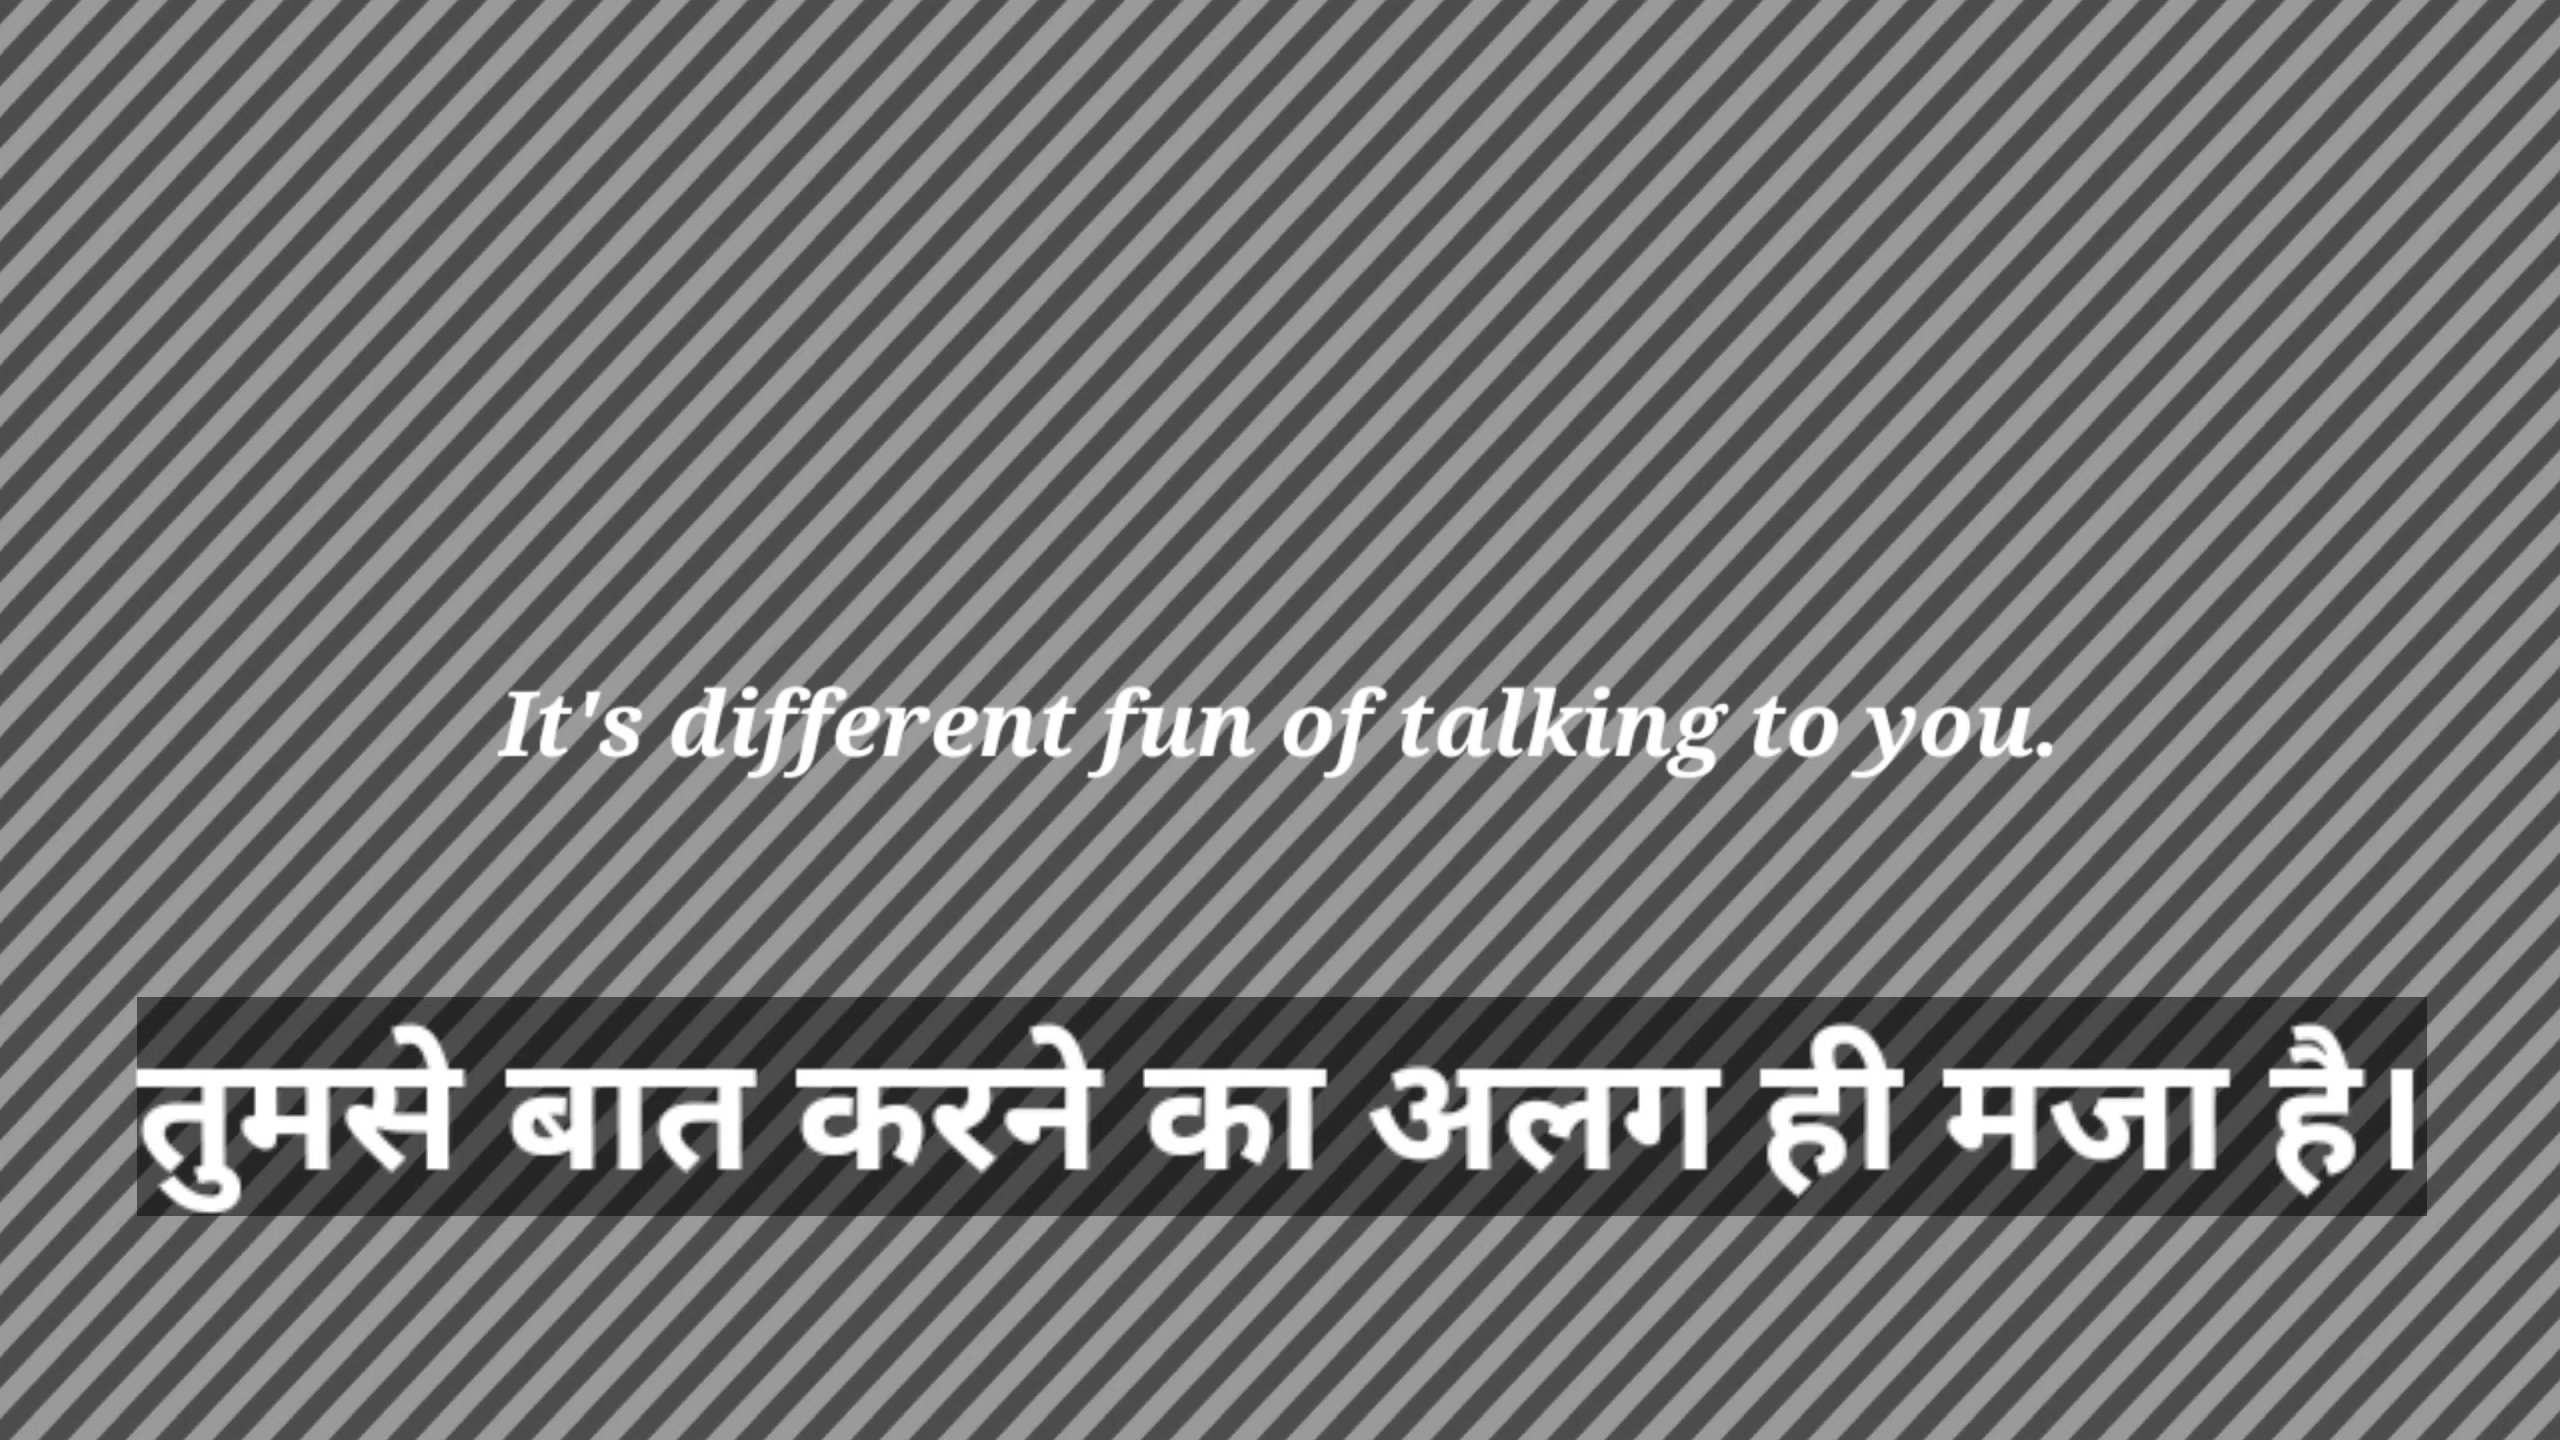 It's different fun of talking to you.
तुमसे बात करने का अलग ही मजा है।